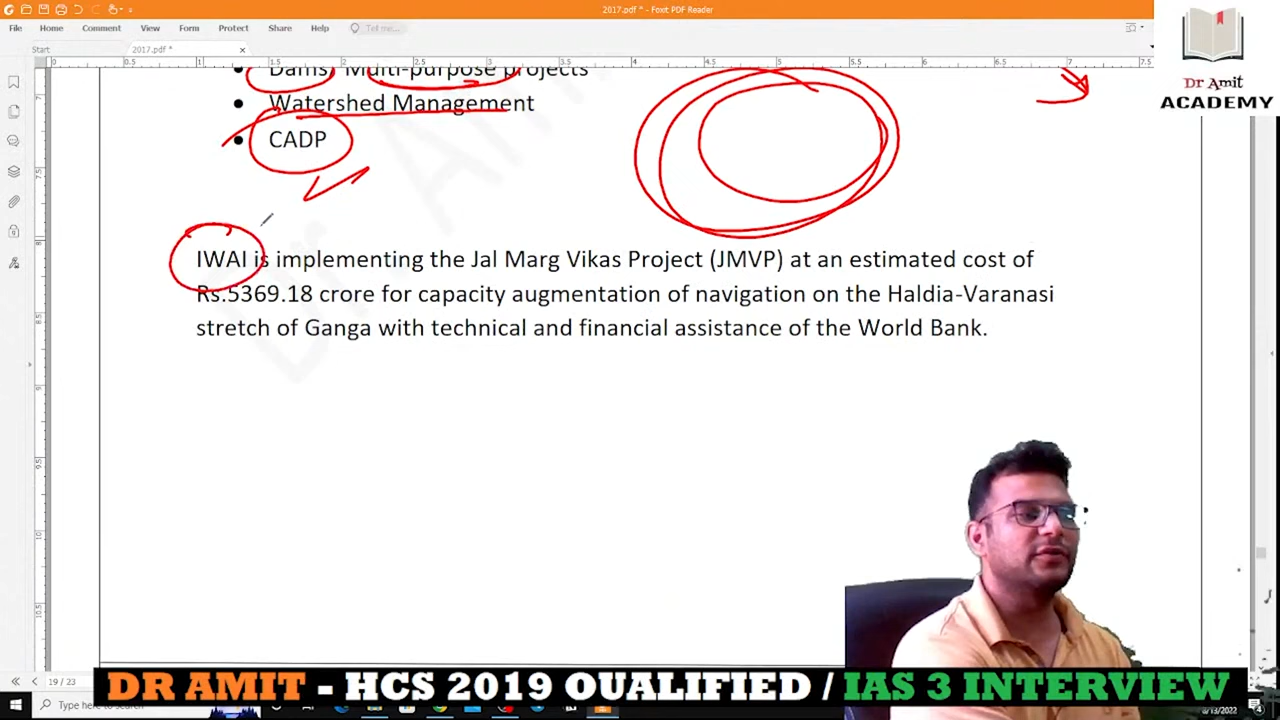 2017.pdf * - Foxit PDF Reader
File Home Comment View Form Protect Share Help Tell me...
Start 2017.pdf *
Dr Amit
ACADEMY
• Dams / Multi-purpose projects
• Watershed Management
• CADP
IWAI is implementing the Jal Marg Vikas Project (JMVP) at an estimated cost of
Rs.5369.18 crore for capacity augmentation of navigation on the Haldia-Varanasi
stretch of Ganga with technical and financial assistance of the World Bank.
19 / 23
DR AMIT - HCS 2019 QUALIFIED / IAS 3 INTERVIEW
Type here to search